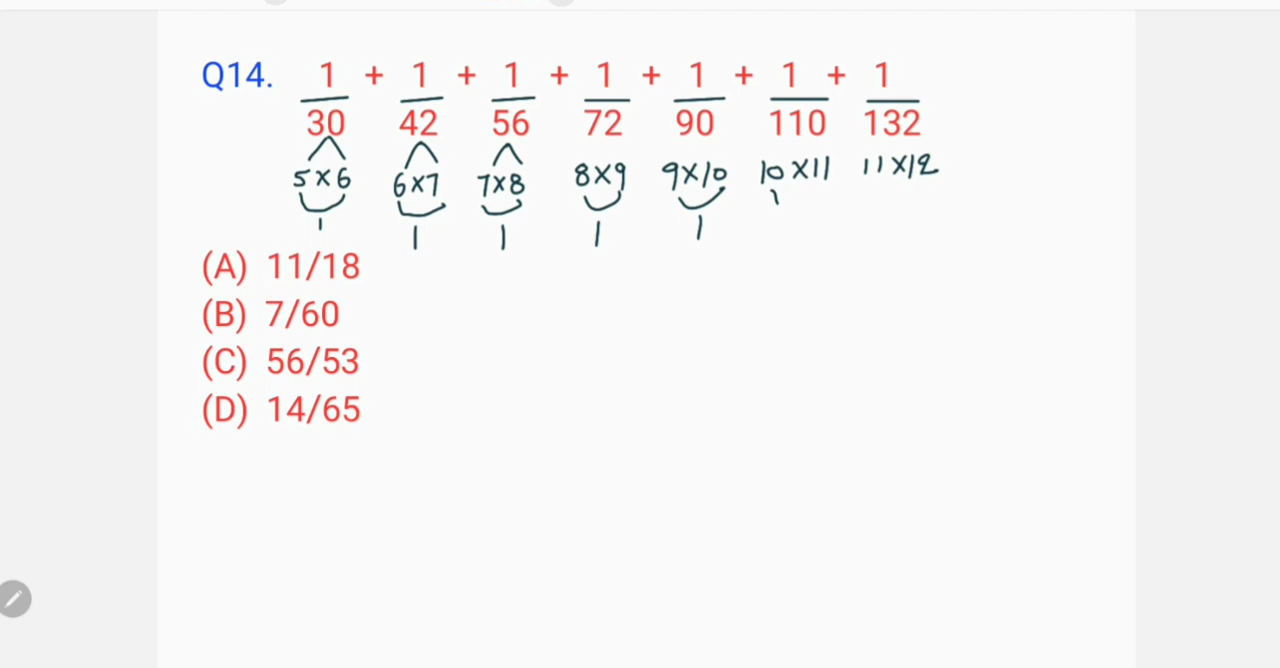 Q14. 1 + 1 + 1 + 1 + 1 + 1 + 1
30 42 56 72 90 110 132
5×6 6×7 7×8 8×9 9×10 10×11 11×12
1 1 1 1 1
(A) 11/18
(B) 7/60
(C) 56/53
(D) 14/65